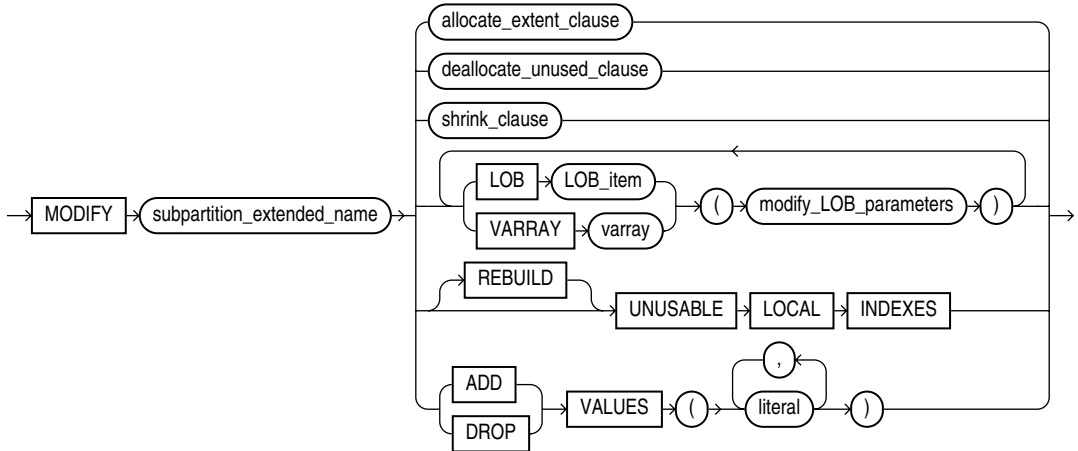 allocate_extent_clause
deallocate_unused_clause
shrink_clause
LOB LOB_item
MODIFY subpartition_extended_name ( modify_LOB_parameters )
VARRAY varray
REBUILD
UNUSABLE LOCAL INDEXES
,
ADD
VALUES ( literal )
DROP